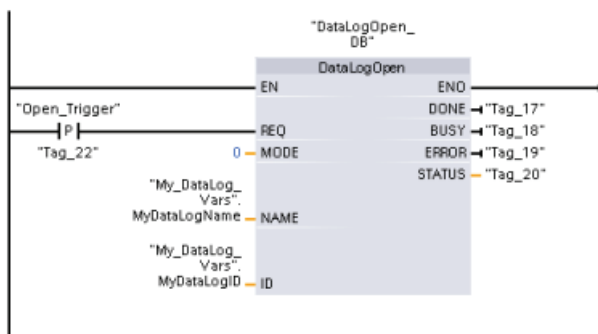 "DataLogOpen_
DB"
DataLogOpen
EN ENO
"Open_Trigger" DONE "Tag_17"
P REQ BUSY "Tag_18"
"Tag_22" 0 MODE ERROR "Tag_19"
STATUS "Tag_20"
"My_DataLog_
Vars".
MyDataLogName NAME
"My_DataLog_
Vars".
MyDataLogID ID